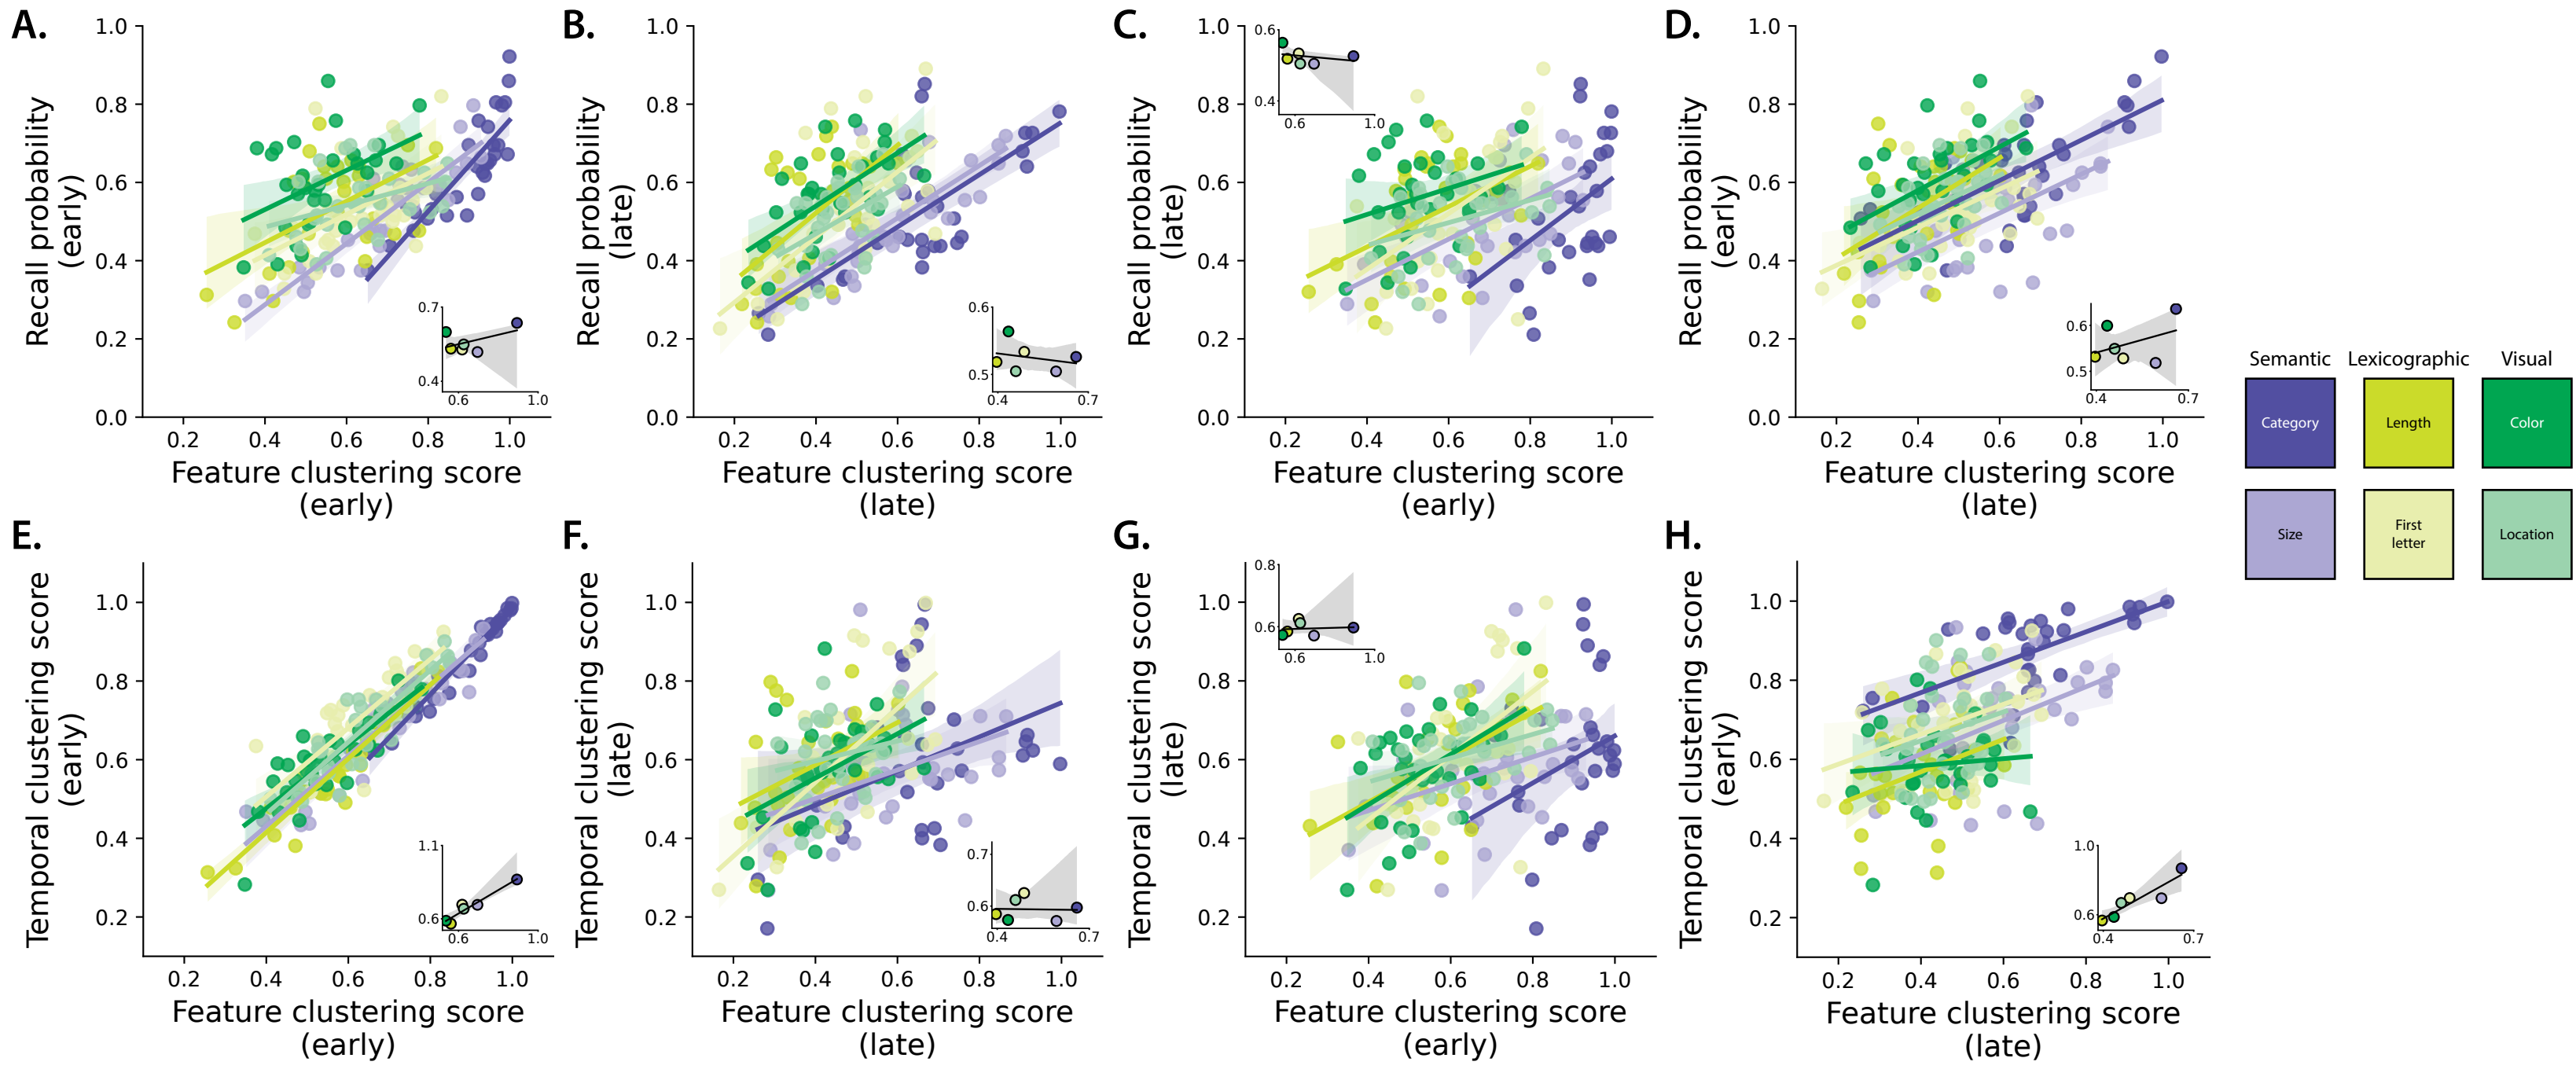 A.
1.0
0.8
0.6
0.4
0.2
0.0
Recall probability
(early)
0.7
0.4
0.6 1.0
0.2 0.4 0.6 0.8 1.0
Feature clustering score
(early)
B.
1.0
0.8
0.6
0.4
0.2
0.0
Recall probability
(late)
0.6
0.5
0.4 0.7
0.2 0.4 0.6 0.8 1.0
Feature clustering score
(late)
C.
1.0
0.8
0.6
0.4
0.2
0.0
Recall probability
(late)
0.6
0.4
0.6 1.0
0.2 0.4 0.6 0.8 1.0
Feature clustering score
(early)
D.
1.0
0.8
0.6
0.4
0.2
0.0
Recall probability
(early)
0.6
0.5
0.4 0.7
0.2 0.4 0.6 0.8 1.0
Feature clustering score
(late)
Semantic Lexicographic Visual
Category Length Color
Size First
letter Location
E.
1.0
0.8
0.6
0.4
0.2
Temporal clustering score
(early)
1.1
0.6
0.6 1.0
0.2 0.4 0.6 0.8 1.0
Feature clustering score
(early)
F.
1.0
0.8
0.6
0.4
0.2
Temporal clustering score
(late)
0.7
0.6
0.4 0.7
0.2 0.4 0.6 0.8 1.0
Feature clustering score
(late)
G.
1.0
0.8
0.6
0.4
0.2
Temporal clustering score
(late)
0.8
0.6
0.6 1.0
0.2 0.4 0.6 0.8 1.0
Feature clustering score
(early)
H.
1.0
0.8
0.6
0.4
0.2
Temporal clustering score
(early)
1.0
0.6
0.4 0.7
0.2 0.4 0.6 0.8 1.0
Feature clustering score
(late)